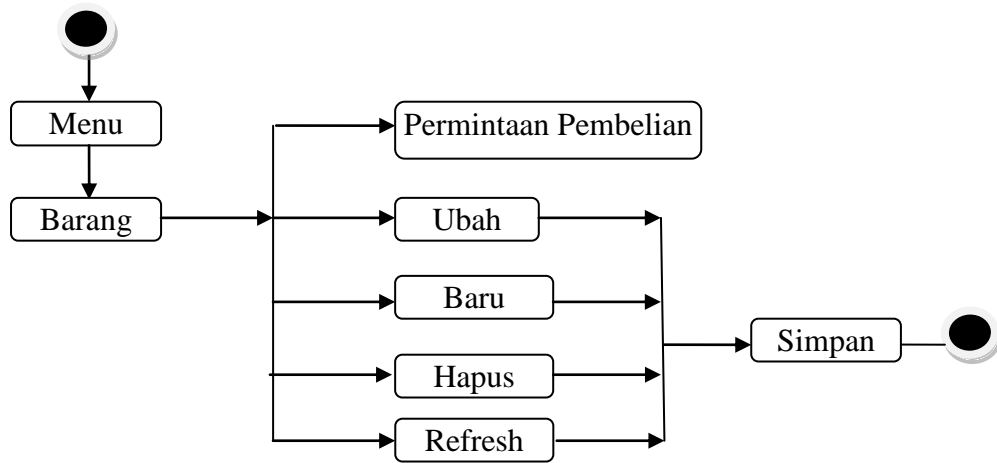 Menu
Permintaan Pembelian
Barang
Ubah
Baru
Simpan
Hapus
Refresh